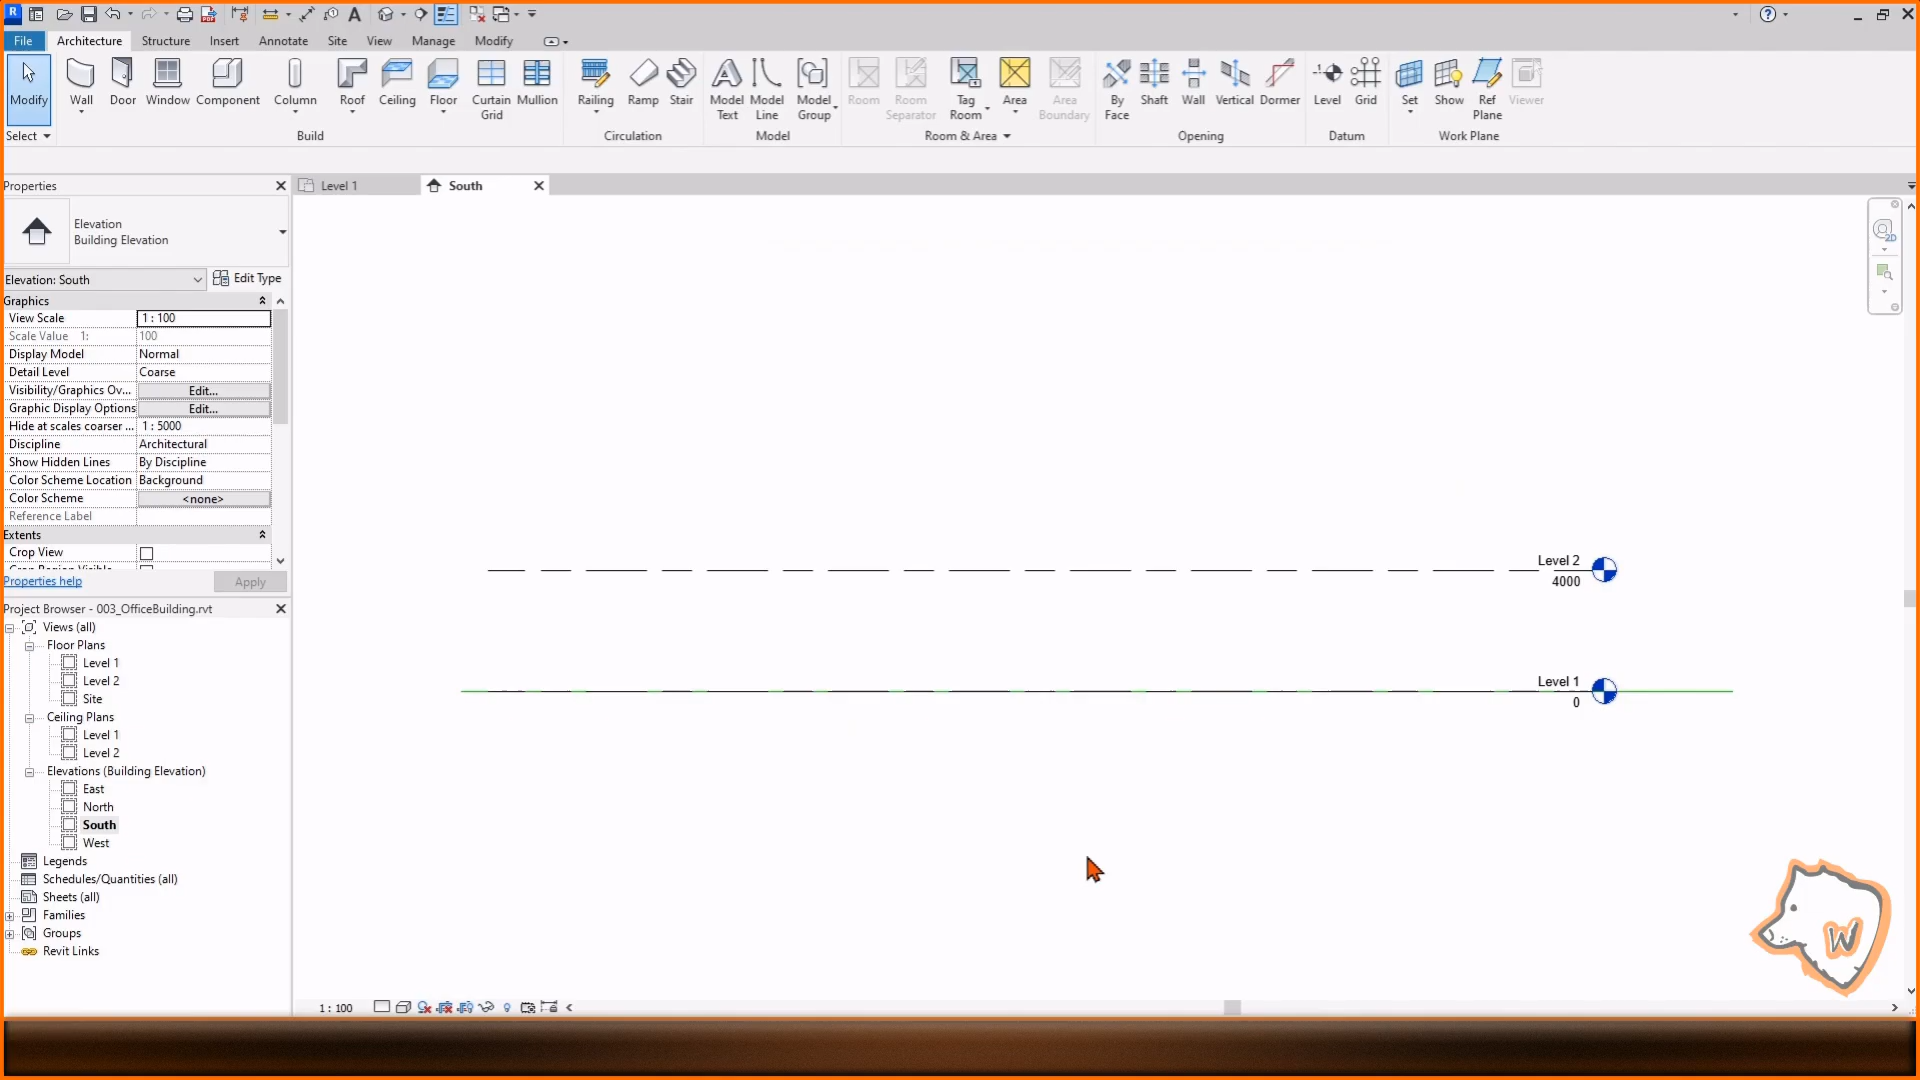 File
Architecture
Structure
Insert
Annotate
Site
View
Manage
Modify
Modify
Wall
Door
Window
Component
Column
Roof
Ceiling
Floor
Curtain Grid
Mullion
Railing
Ramp
Stair
Model Text
Model Line
Model Group
Room
Room Separator
Tag Room
Area
Area Boundary
By Face
Shaft
Wall
Vertical
Dormer
Level
Grid
Set
Show
Ref Plane
Viewer
Select
Build
Circulation
Model
Room & Area
Opening
Datum
Work Plane
Properties
Level 1
South
Elevation
Building Elevation
Elevation: South
Edit Type
Graphics
View Scale
1 : 100
Scale Value 1:
100
Display Model
Normal
Detail Level
Coarse
Visibility/Graphics Ov...
Edit...
Graphic Display Options
Edit...
Hide at scales coarser ...
1 : 5000
Discipline
Architectural
Show Hidden Lines
By Discipline
Color Scheme Location
Background
Color Scheme
<none>
Reference Label
Extents
Crop View
Properties help
Apply
Project Browser - 003_OfficeBuilding.rvt
Views (all)
Floor Plans
Level 1
Level 2
Site
Ceiling Plans
Level 1
Level 2
Elevations (Building Elevation)
East
North
South
West
Legends
Schedules/Quantities (all)
Sheets (all)
Families
Groups
Revit Links
Level 2
4000
Level 1
0
1 : 100
W